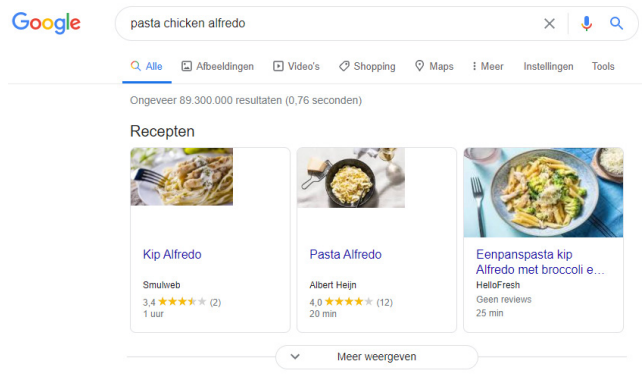 Google
pasta chicken alfredo
Alle Afbeeldingen Video's Shopping Maps Meer Instellingen Tools
Ongeveer 89.300.000 resultaten (0,76 seconden)
Recepten
Kip Alfredo
Smulweb
3,4 (2)
1 uur
Pasta Alfredo
Albert Heijn
4,0 (12)
20 min
Eenpanspasta kip
Alfredo met broccoli e...
HelloFresh
Geen reviews
25 min
Meer weergeven